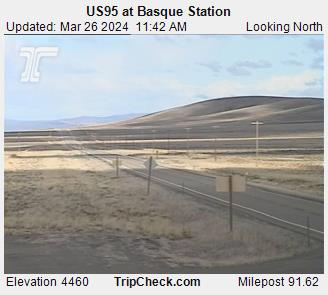 US95 at Basque Station
Updated: Mar 26 2024 11:42 AM Looking North
Elevation 4460 TripCheck.com Milepost 91.62